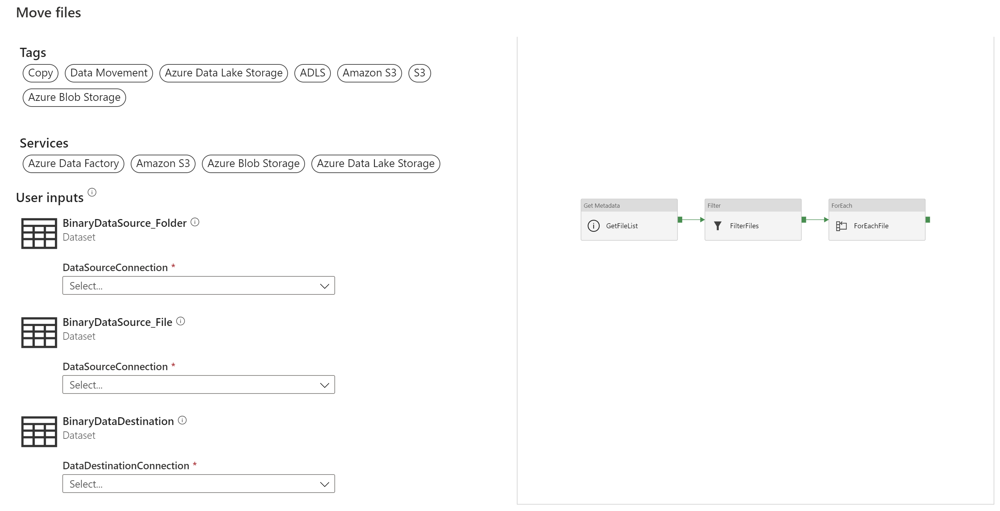 Move files
Tags
Copy Data Movement Azure Data Lake Storage ADLS Amazon S3 S3
Azure Blob Storage
Services
Azure Data Factory Amazon S3 Azure Blob Storage Azure Data Lake Storage
User inputs
BinaryDataSource_Folder
Dataset
DataSourceConnection *
Select...
BinaryDataSource_File
Dataset
DataSourceConnection *
Select...
BinaryDataDestination
Dataset
DataDestinationConnection *
Select...
Get Metadata
GetFileList
Filter
FilterFiles
ForEach
ForEachFile